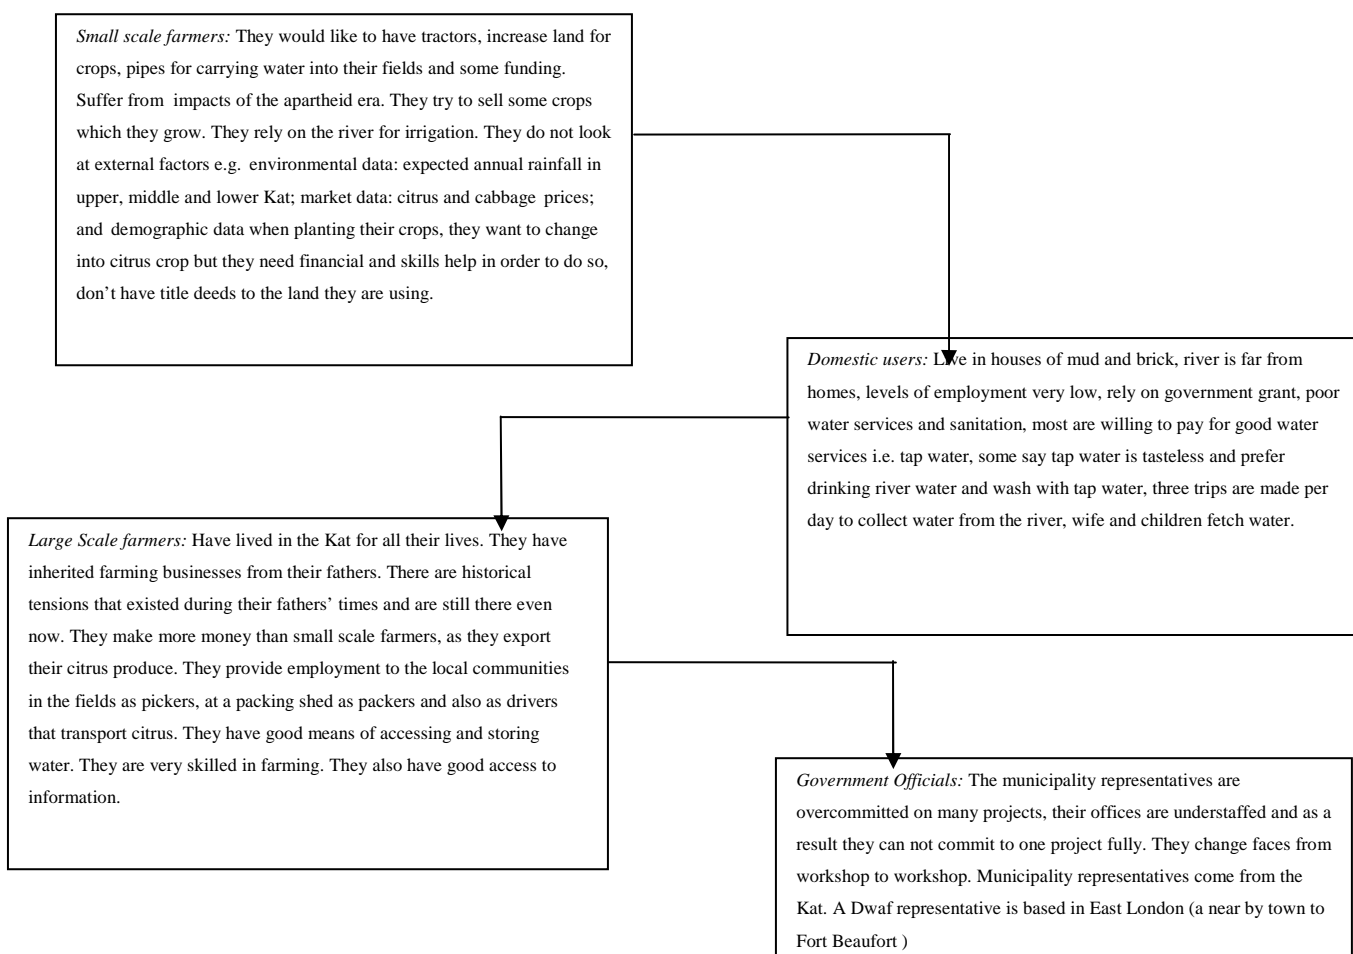 Small scale farmers: They would like to have tractors, increase land for
crops, pipes for carrying water into their fields and some funding.
Suffer from impacts of the apartheid era. They try to sell some crops
which they grow. They rely on the river for irrigation. They do not look
at external factors e.g. environmental data: expected annual rainfall in
upper, middle and lower Kat; market data: citrus and cabbage prices;
and demographic data when planting their crops, they want to change
into citrus crop but they need financial and skills help in order to do so,
don't have title deeds to the land they are using.
Domestic users: Live in houses of mud and brick, river is far from
homes, levels of employment very low, rely on government grant, poor
water services and sanitation, most are willing to pay for good water
services i.e. tap water, some say tap water is tasteless and prefer
drinking river water and wash with tap water, three trips are made per
day to collect water from the river, wife and children fetch water.
Large Scale farmers: Have lived in the Kat for all their lives. They have
inherited farming businesses from their fathers. There are historical
tensions that existed during their fathers' times and are still there even
now. They make more money than small scale farmers, as they export
their citrus produce. They provide employment to the local communities
in the fields as pickers, at a packing shed as packers and also as drivers
that transport citrus. They have good means of accessing and storing
water. They are very skilled in farming. They also have good access to
information.
Government Officials: The municipality representatives are
overcommitted on many projects, their offices are understaffed and as a
result they can not commit to one project fully. They change faces from
workshop to workshop. Municipality representatives come from the
Kat. A Dwaf representative is based in East London (a near by town to
Fort Beaufort )